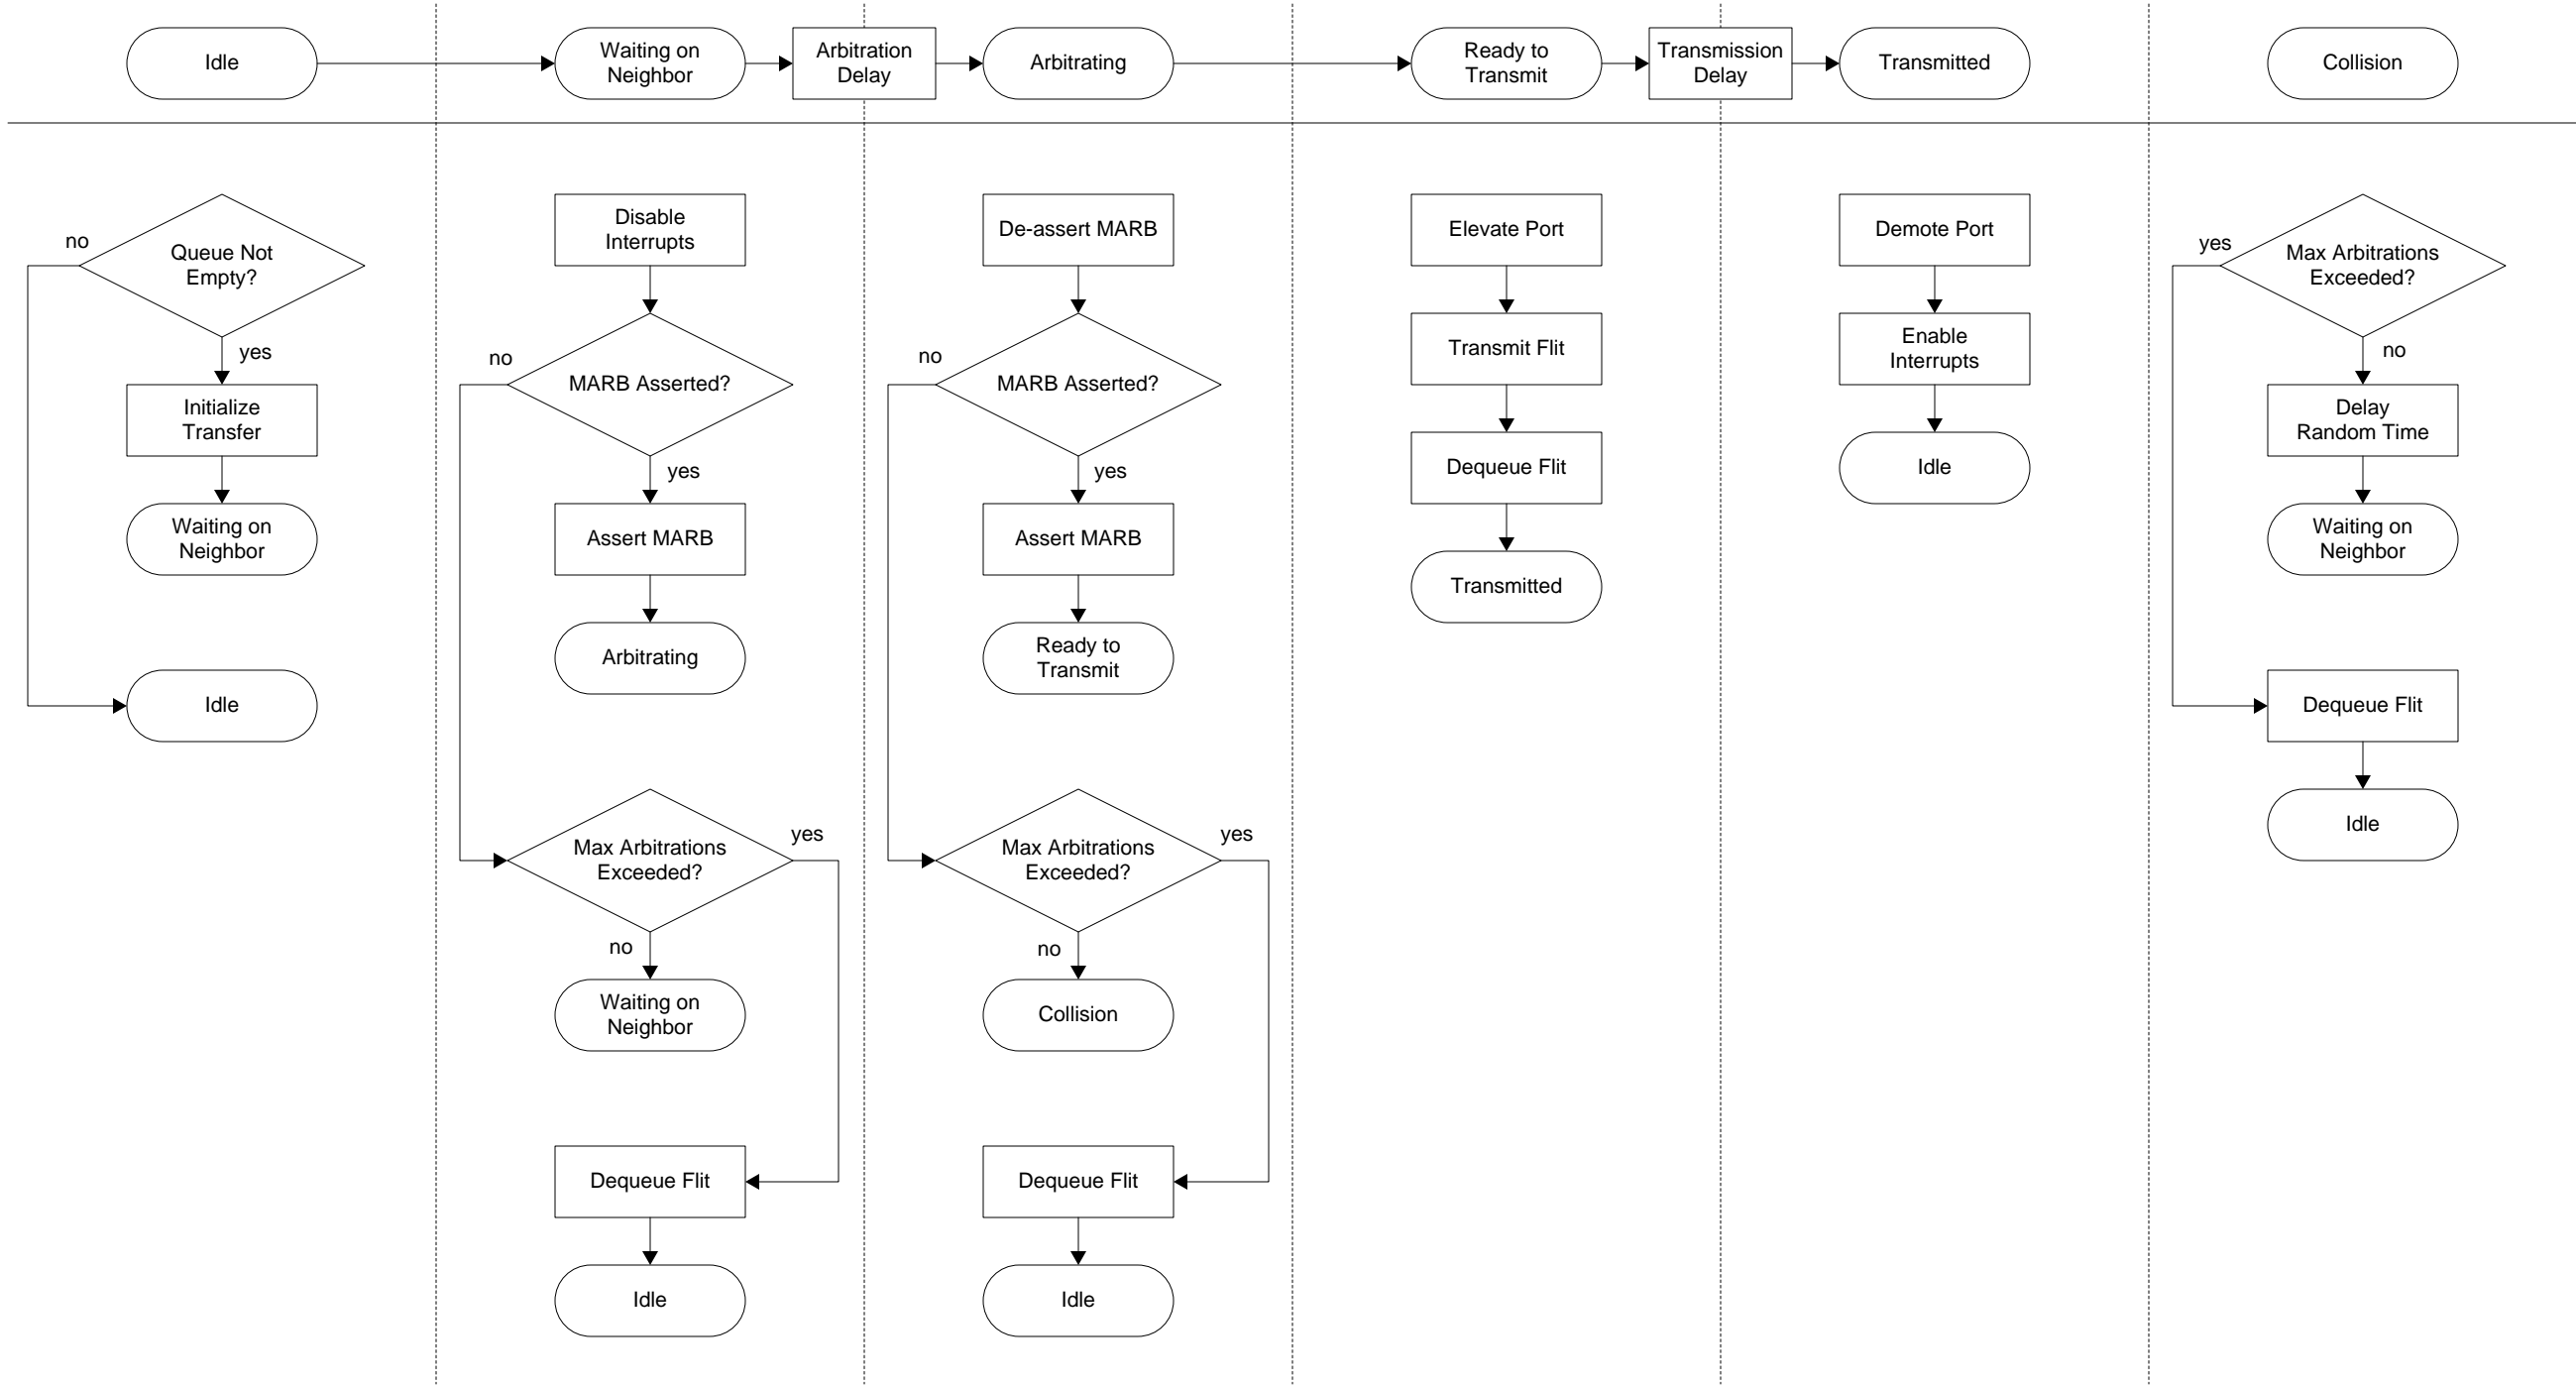 Idle
Waiting on
Neighbor
Arbitration
Delay
Arbitrating
Ready to
Transmit
Transmission
Delay
Transmitted
Collision
no
Queue Not
Empty?
yes
Initialize
Transfer
Waiting on
Neighbor
Idle
Disable
Interrupts
no
MARB Asserted?
yes
Assert MARB
Arbitrating
Max Arbitrations
Exceeded?
yes
no
Waiting on
Neighbor
Dequeue Flit
Idle
De-assert MARB
no
MARB Asserted?
yes
Assert MARB
Ready to
Transmit
Max Arbitrations
Exceeded?
yes
no
Collision
Dequeue Flit
Idle
Elevate Port
Transmit Flit
Dequeue Flit
Transmitted
Demote Port
Enable
Interrupts
Idle
yes
Max Arbitrations
Exceeded?
no
Delay
Random Time
Waiting on
Neighbor
Dequeue Flit
Idle